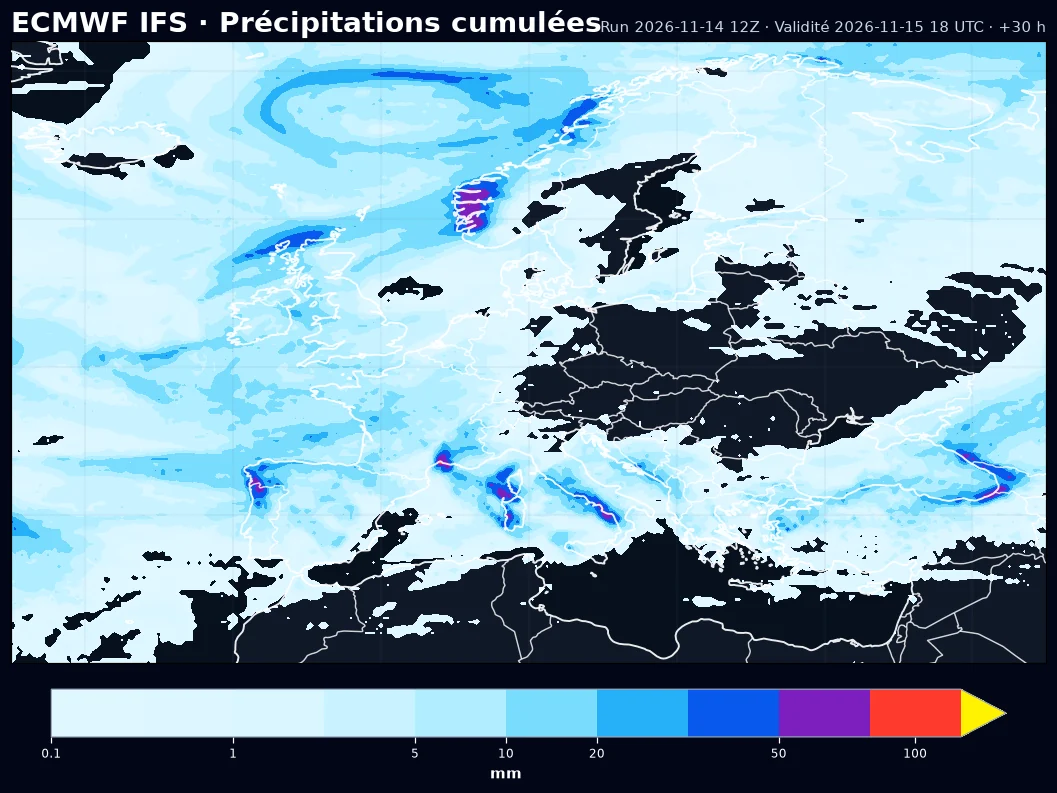 ECMWF IFS · Précipitations cumulées
Run 2026-11-14 12Z · Validité 2026-11-15 18 UTC · +30 h
0.1 1 5 10 20 50 100
mm